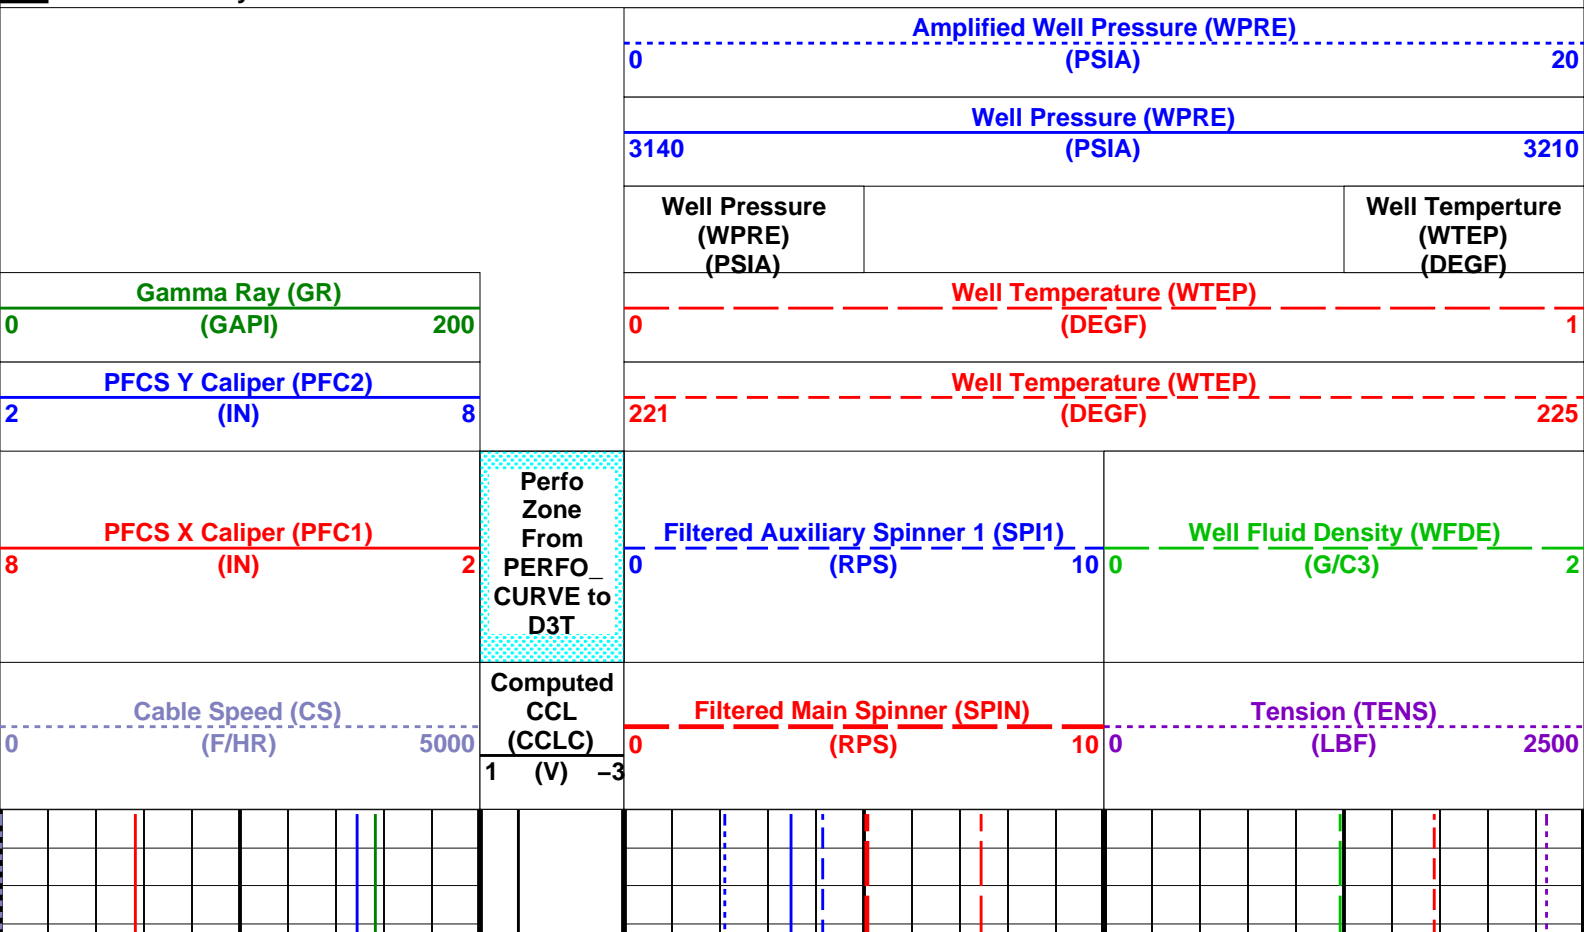 Amplified Well Pressure (WPRE)
0 (PSIA) 20
Well Pressure (WPRE)
3140 (PSIA) 3210
Well Pressure
(WPRE)
(PSIA)
Well Temperture
(WTEP)
(DEGF)
Gamma Ray (GR)
0 (GAPI) 200
Well Temperature (WTEP)
0 (DEGF) 1
PFCS Y Caliper (PFC2)
2 (IN) 8
Well Temperature (WTEP)
221 (DEGF) 225
PFCS X Caliper (PFC1)
8 (IN) 2
Perfo
Zone
From
PERFO_
CURVE to
D3T
Filtered Auxiliary Spinner 1 (SPI1)
0 (RPS) 10
Well Fluid Density (WFDE)
0 (G/C3) 2
Cable Speed (CS)
0 (F/HR) 5000
Computed
CCL
(CCLC)
1 (V) −3
Filtered Main Spinner (SPIN)
0 (RPS) 10
Tension (TENS)
0 (LBF) 2500